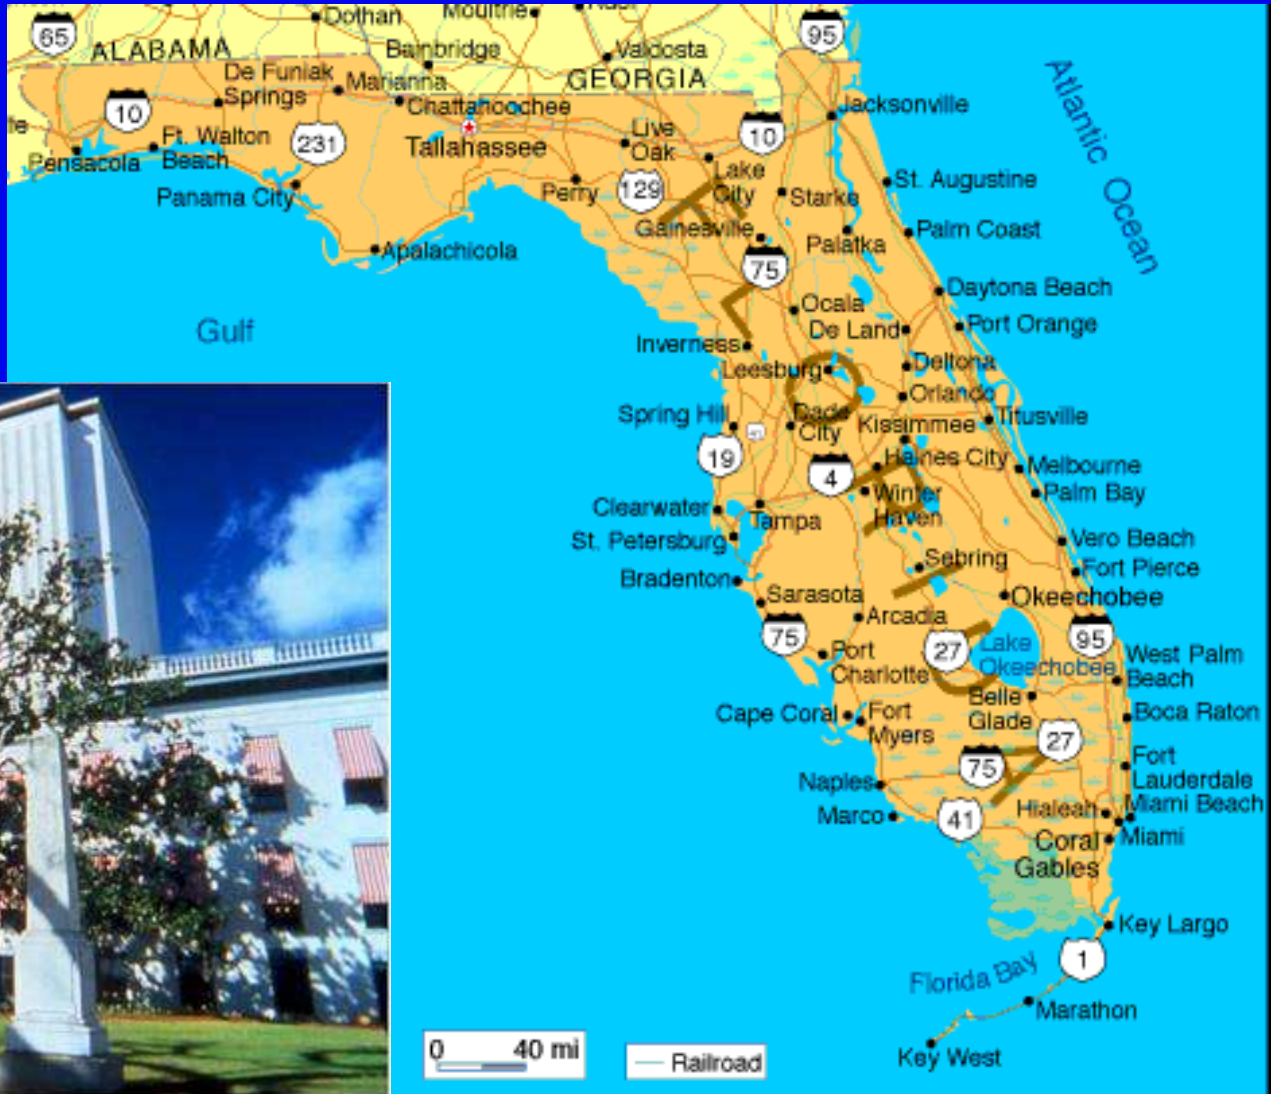 65
95
Dothan
Moultrie
ALABAMA
Bainbridge
Valdosta
GEORGIA
De Funiak
Springs
Marianna
Chattahoochee
Jacksonville
10
231
10
Ft. Walton
Beach
Pensacola
Tallahassee
Live
Oak
Lake
City
Panama City
Perry
129
Starke
St. Augustine
Gainesville
Palatka
Palm Coast
Apalachicola
75
Atlantic Ocean
Daytona Beach
Ocala
De Land
Port Orange
Gulf
Inverness
Leesburg
Deltona
Orlando
Spring Hill
Dade
City
Kissimmee
Titusville
19
4
Haines City
Melbourne
Winter
Haven
Palm Bay
Clearwater
Tampa
St. Petersburg
Vero Beach
Sebring
Fort Pierce
Bradenton
Sarasota
Okeechobee
Arcadia
75
27
Lake
Okeechobee
95
Port
Charlotte
West Palm
Beach
Belle
Glade
Cape Coral
Fort
Myers
Boca Raton
27
75
Fort
Lauderdale
Naples
Marco
41
Hialeah
Miami Beach
Coral
Gables
Miami
Key Largo
1
Florida Bay
Marathon
Key West
0 40 mi
Railroad
FLORIDA